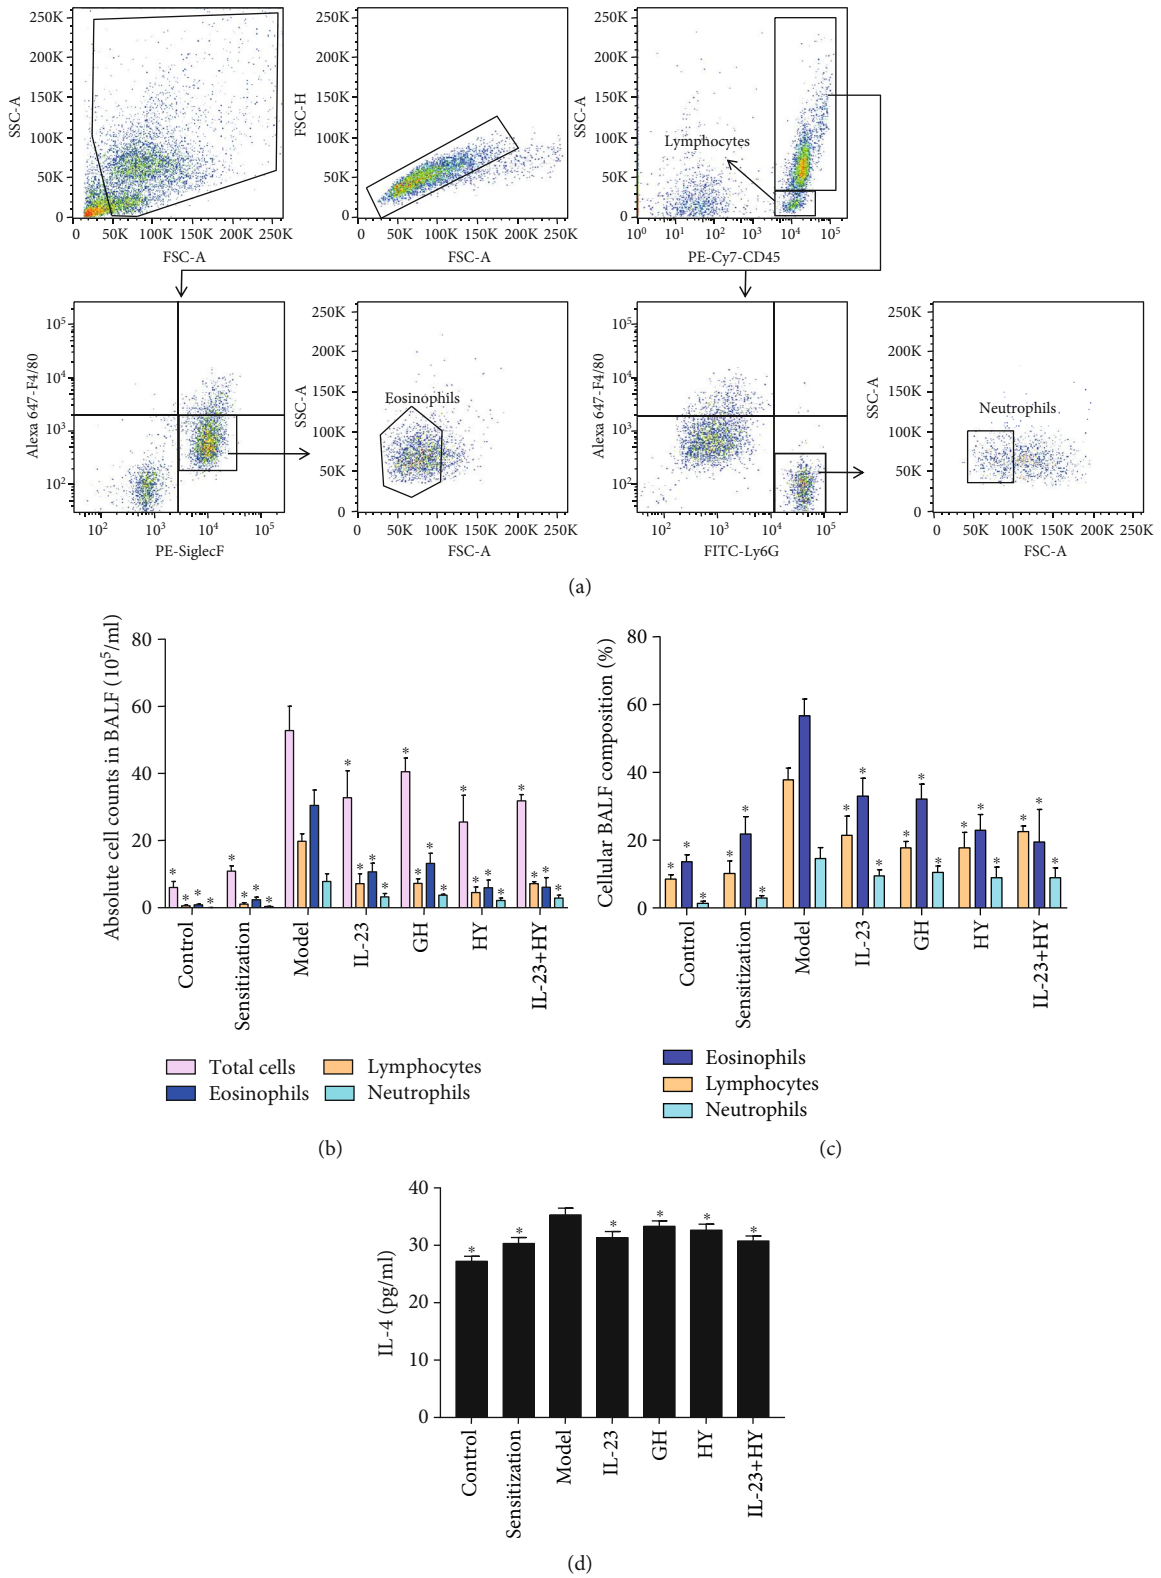 250K
200K
150K
100K
50K
0
SSC-A
0 50K 100K 150K 200K 250K
FSC-A
250K
200K
150K
100K
50K
0
FSC-H
0 50K 100K 150K 200K 250K
FSC-A
250K
200K
150K
100K
50K
0
SSC-A
Lymphocytes
10⁰ 10¹ 10² 10³ 10⁴ 10⁵
PE-Cy7-CD45
10⁵
10⁴
10³
10²
Alexa 647-F4/80
10² 10³ 10⁴ 10⁵
PE-SiglecF
250K
200K
150K
100K
50K
0
SSC-A
Eosinophils
0 50K 100K 150K 200K 250K
FSC-A
10⁵
10⁴
10³
10²
Alexa 647-F4/80
10² 10³ 10⁴ 10⁵
FITC-Ly6G
250K
200K
150K
100K
50K
0
SSC-A
Neutrophils
0 50K 100K 150K 200K 250K
FSC-A
(a)
Absolute cell counts in BALF (10⁵/ml)
80
60
40
20
0
* * * *
* * * *
* * * *
* * * *
* * * *
* * * *
Control
Sensitization
Model
IL-23
GH
HY
IL-23+HY
Total cells
Lymphocytes
Eosinophils
Neutrophils
(b)
Cellular BALF composition (%)
80
60
40
20
0
* * *
* * *
* * *
* * *
* * *
* * *
Control
Sensitization
Model
IL-23
GH
HY
IL-23+HY
Eosinophils
Lymphocytes
Neutrophils
(c)
IL-4 (pg/ml)
40
30
20
10
0
* * * * * *
Control
Sensitization
Model
IL-23
GH
HY
IL-23+HY
(d)